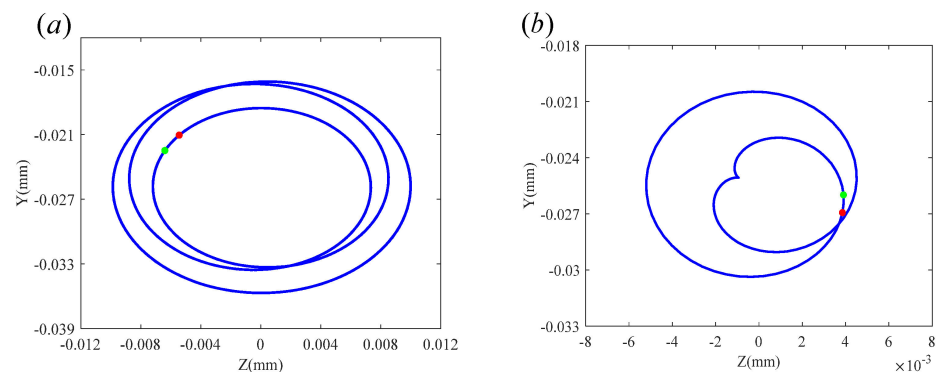 (a)
-0.015
-0.021
-0.027
-0.033
-0.039
Y(mm)
-0.012 -0.008 -0.004 0 0.004 0.008 0.012
Z(mm)
(b)
-0.018
-0.021
-0.024
-0.027
-0.03
-0.033
Y(mm)
-8 -6 -4 -2 0 2 4 6 8
Z(mm)
×10⁻³